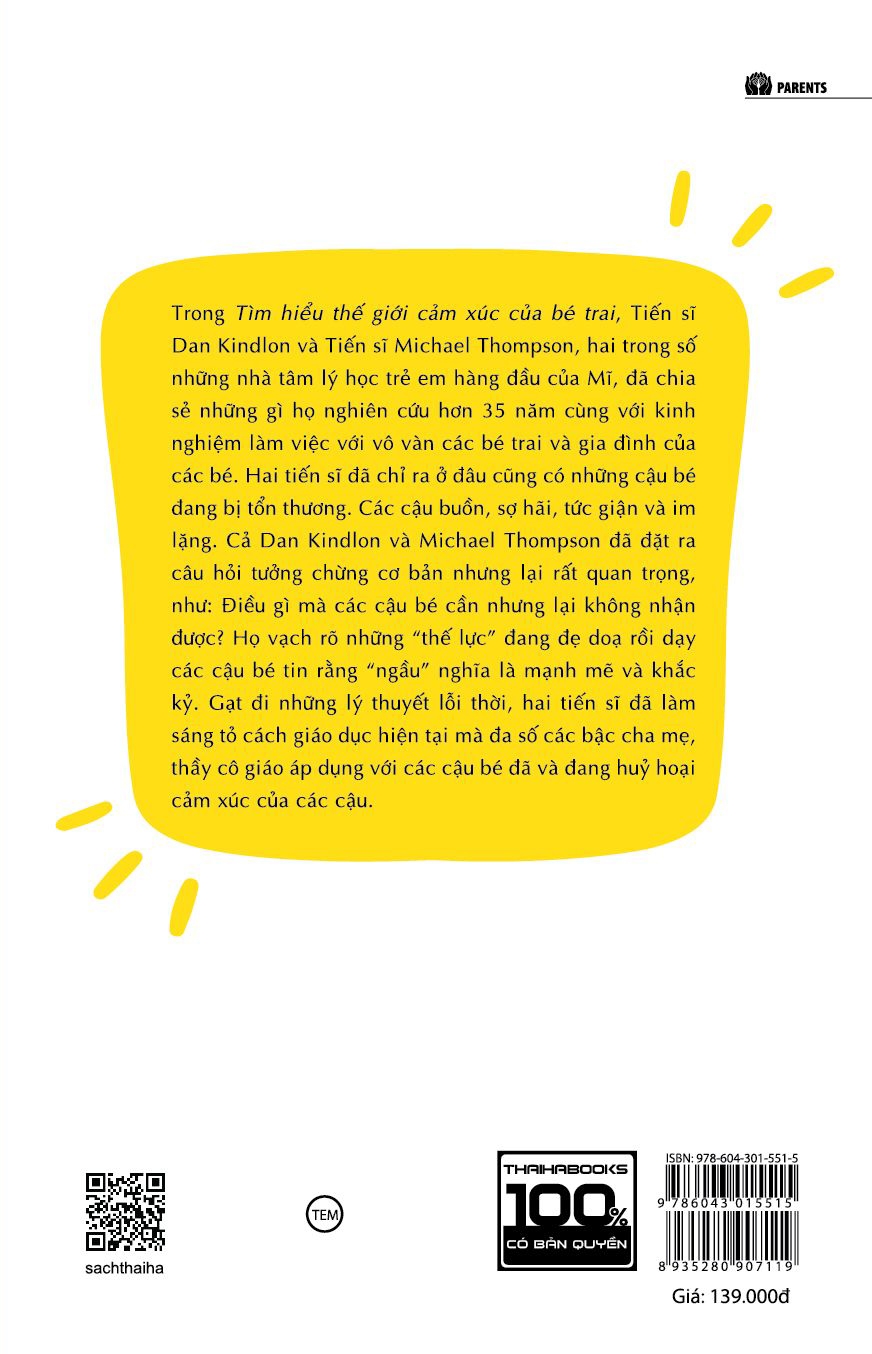 PARENTS
Trong Tìm hiểu thế giới cảm xúc của bé trai, Tiến sĩ
Dan Kindlon và Tiến sĩ Michael Thompson, hai trong số
những nhà tâm lý học trẻ em hàng đầu của Mĩ, đã chia
sẻ những gì họ nghiên cứu hơn 35 năm cùng với kinh
nghiệm làm việc với vô vàn các bé trai và gia đình của
các bé. Hai tiến sĩ đã chỉ ra ở đâu cũng có những cậu bé
đang bị tổn thương. Các cậu buồn, sợ hãi, tức giận và im
lặng. Cả Dan Kindlon và Michael Thompson đã đặt ra
câu hỏi tưởng chừng cơ bản nhưng lại rất quan trọng,
như: Điều gì mà các cậu bé cần nhưng lại không nhận
được? Họ vạch rõ những “thế lực” đang đẹ doạ rồi dạy
các cậu bé tin rằng “ngầu” nghĩa là mạnh mẽ và khắc
kỷ. Gạt đi những lý thuyết lỗi thời, hai tiến sĩ đã làm
sáng tỏ cách giáo dục hiện tại mà đa số các bậc cha mẹ,
thầy cô giáo áp dụng với các cậu bé đã và đang huỷ hoại
cảm xúc của các cậu.
sachthaiha
TEM
THAIHABOOKS
100%
CÓ BẢN QUYỀN
ISBN: 978-604-301-551-5
9 786043 015515
8 935280 907119
Giá: 139.000đ